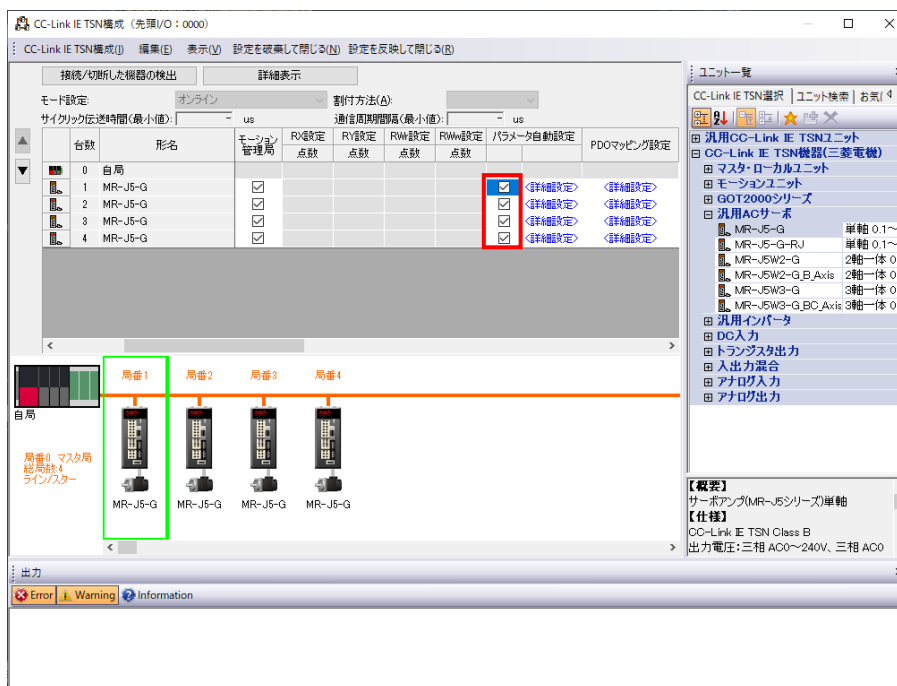 CC-Link IE TSN構成（先頭I/O：0000）
CC-Link IE TSN構成(I) 編集(E) 表示(V) 設定を破棄して閉じる(N) 設定を反映して閉じる(R)
接続/切断した機器の検出 詳細表示
モード設定: オンライン 割付方法(A):
サイクリック伝送時間(最小値): - us 通信周期間隔(最小値): - us
台数 形名 モーション管理局 RX設定 RY設定 RWr設定 RWw設定 パラメータ自動設定 PDOマッピング設定
点数 点数 点数 点数
0 自局
1 MR-J5-G <詳細設定> <詳細設定>
2 MR-J5-G <詳細設定> <詳細設定>
3 MR-J5-G <詳細設定> <詳細設定>
4 MR-J5-G <詳細設定> <詳細設定>
局番1 局番2 局番3 局番4
自局
局番0 マスタ局
総局数:4
ライン/スター
MR-J5-G MR-J5-G MR-J5-G MR-J5-G
ユニット一覧
CC-Link IE TSN選択 ユニット検索 お気(
汎用CC-Link IE TSNユニット
CC-Link IE TSN機器(三菱電機)
マスタ・ローカルユニット
モーションユニット
GOT2000シリーズ
汎用ACサーボ
MR-J5-G 単軸 0.1～
MR-J5-G-RJ 単軸 0.1～
MR-J5W2-G 2軸一体 0
MR-J5W2-G_B_Axis 2軸一体 0
MR-J5W3-G 3軸一体 0
MR-J5W3-G_BC_Axis 3軸一体 0
汎用インバータ
DC入力
トランジスタ出力
入出力混合
アナログ入力
アナログ出力
【概要】
サーボアンプ(MR-J5シリーズ)単軸
【仕様】
CC-Link IE TSN Class B
出力電圧:三相 AC0～240V、三相 AC0
出力
Error Warning Information